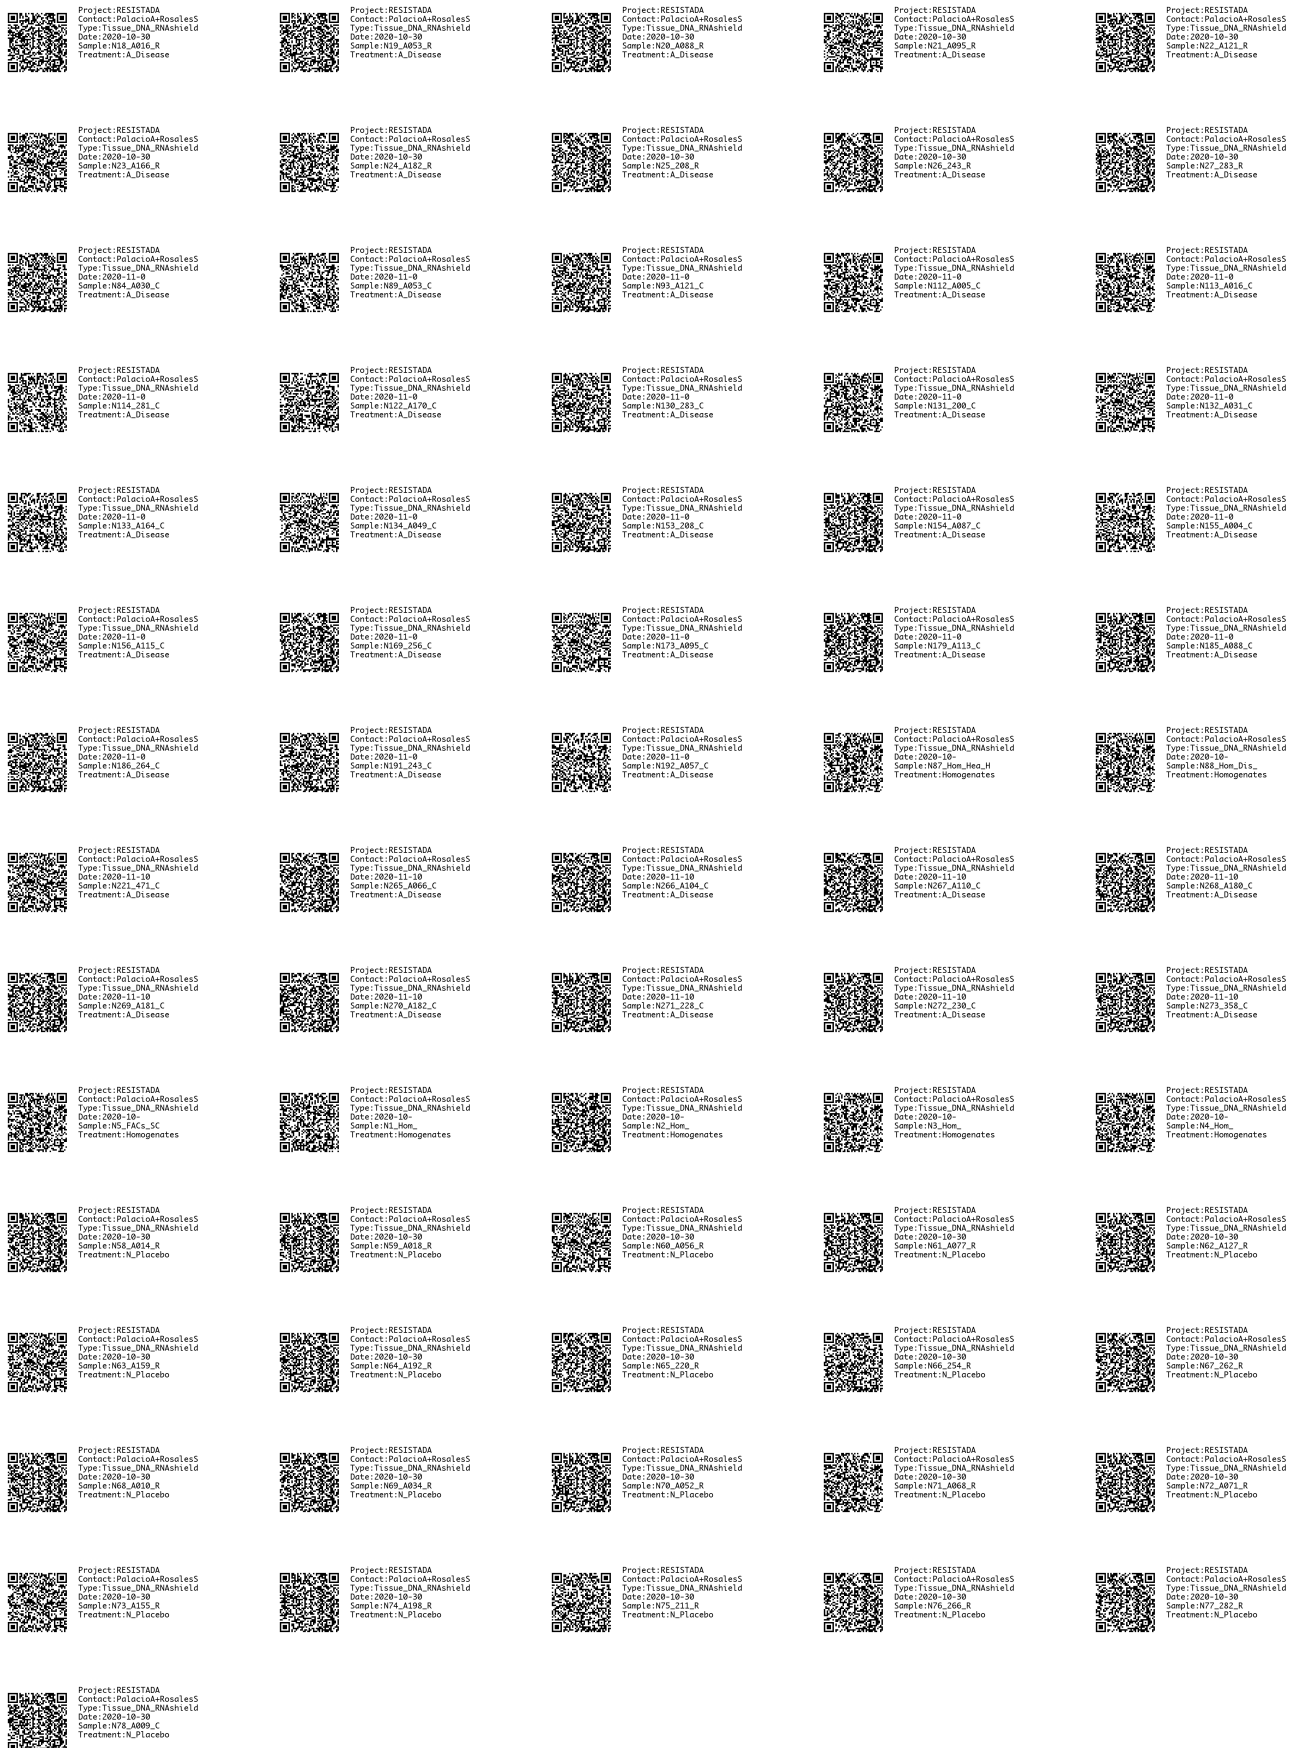 Project:RESISTADA
Contact:PalacioA+RosalesS
Type:Tissue_DNA_RNAshield
Date:2020-10-30
Sample:N18_A016_R
Treatment:A_Disease
Project:RESISTADA
Contact:PalacioA+RosalesS
Type:Tissue_DNA_RNAshield
Date:2020-10-30
Sample:N19_A053_R
Treatment:A_Disease
Project:RESISTADA
Contact:PalacioA+RosalesS
Type:Tissue_DNA_RNAshield
Date:2020-10-30
Sample:N20_A088_R
Treatment:A_Disease
Project:RESISTADA
Contact:PalacioA+RosalesS
Type:Tissue_DNA_RNAshield
Date:2020-10-30
Sample:N21_A095_R
Treatment:A_Disease
Project:RESISTADA
Contact:PalacioA+RosalesS
Type:Tissue_DNA_RNAshield
Date:2020-10-30
Sample:N22_A121_R
Treatment:A_Disease
Project:RESISTADA
Contact:PalacioA+RosalesS
Type:Tissue_DNA_RNAshield
Date:2020-10-30
Sample:N23_A166_R
Treatment:A_Disease
Project:RESISTADA
Contact:PalacioA+RosalesS
Type:Tissue_DNA_RNAshield
Date:2020-10-30
Sample:N24_A182_R
Treatment:A_Disease
Project:RESISTADA
Contact:PalacioA+RosalesS
Type:Tissue_DNA_RNAshield
Date:2020-10-30
Sample:N25_208_R
Treatment:A_Disease
Project:RESISTADA
Contact:PalacioA+RosalesS
Type:Tissue_DNA_RNAshield
Date:2020-10-30
Sample:N26_243_R
Treatment:A_Disease
Project:RESISTADA
Contact:PalacioA+RosalesS
Type:Tissue_DNA_RNAshield
Date:2020-10-30
Sample:N27_283_R
Treatment:A_Disease
Project:RESISTADA
Contact:PalacioA+RosalesS
Type:Tissue_DNA_RNAshield
Date:2020-11-0
Sample:N84_A030_C
Treatment:A_Disease
Project:RESISTADA
Contact:PalacioA+RosalesS
Type:Tissue_DNA_RNAshield
Date:2020-11-0
Sample:N89_A053_C
Treatment:A_Disease
Project:RESISTADA
Contact:PalacioA+RosalesS
Type:Tissue_DNA_RNAshield
Date:2020-11-0
Sample:N93_A121_C
Treatment:A_Disease
Project:RESISTADA
Contact:PalacioA+RosalesS
Type:Tissue_DNA_RNAshield
Date:2020-11-0
Sample:N112_A005_C
Treatment:A_Disease
Project:RESISTADA
Contact:PalacioA+RosalesS
Type:Tissue_DNA_RNAshield
Date:2020-11-0
Sample:N113_A016_C
Treatment:A_Disease
Project:RESISTADA
Contact:PalacioA+RosalesS
Type:Tissue_DNA_RNAshield
Date:2020-11-0
Sample:N114_281_C
Treatment:A_Disease
Project:RESISTADA
Contact:PalacioA+RosalesS
Type:Tissue_DNA_RNAshield
Date:2020-11-0
Sample:N122_A170_C
Treatment:A_Disease
Project:RESISTADA
Contact:PalacioA+RosalesS
Type:Tissue_DNA_RNAshield
Date:2020-11-0
Sample:N130_283_C
Treatment:A_Disease
Project:RESISTADA
Contact:PalacioA+RosalesS
Type:Tissue_DNA_RNAshield
Date:2020-11-0
Sample:N131_200_C
Treatment:A_Disease
Project:RESISTADA
Contact:PalacioA+RosalesS
Type:Tissue_DNA_RNAshield
Date:2020-11-0
Sample:N132_A031_C
Treatment:A_Disease
Project:RESISTADA
Contact:PalacioA+RosalesS
Type:Tissue_DNA_RNAshield
Date:2020-11-0
Sample:N133_A164_C
Treatment:A_Disease
Project:RESISTADA
Contact:PalacioA+RosalesS
Type:Tissue_DNA_RNAshield
Date:2020-11-0
Sample:N134_A049_C
Treatment:A_Disease
Project:RESISTADA
Contact:PalacioA+RosalesS
Type:Tissue_DNA_RNAshield
Date:2020-11-0
Sample:N153_208_C
Treatment:A_Disease
Project:RESISTADA
Contact:PalacioA+RosalesS
Type:Tissue_DNA_RNAshield
Date:2020-11-0
Sample:N154_A087_C
Treatment:A_Disease
Project:RESISTADA
Contact:PalacioA+RosalesS
Type:Tissue_DNA_RNAshield
Date:2020-11-0
Sample:N155_A004_C
Treatment:A_Disease
Project:RESISTADA
Contact:PalacioA+RosalesS
Type:Tissue_DNA_RNAshield
Date:2020-11-0
Sample:N156_A115_C
Treatment:A_Disease
Project:RESISTADA
Contact:PalacioA+RosalesS
Type:Tissue_DNA_RNAshield
Date:2020-11-0
Sample:N169_256_C
Treatment:A_Disease
Project:RESISTADA
Contact:PalacioA+RosalesS
Type:Tissue_DNA_RNAshield
Date:2020-11-0
Sample:N173_A095_C
Treatment:A_Disease
Project:RESISTADA
Contact:PalacioA+RosalesS
Type:Tissue_DNA_RNAshield
Date:2020-11-0
Sample:N179_A113_C
Treatment:A_Disease
Project:RESISTADA
Contact:PalacioA+RosalesS
Type:Tissue_DNA_RNAshield
Date:2020-11-0
Sample:N185_A088_C
Treatment:A_Disease
Project:RESISTADA
Contact:PalacioA+RosalesS
Type:Tissue_DNA_RNAshield
Date:2020-11-0
Sample:N186_264_C
Treatment:A_Disease
Project:RESISTADA
Contact:PalacioA+RosalesS
Type:Tissue_DNA_RNAshield
Date:2020-11-0
Sample:N191_243_C
Treatment:A_Disease
Project:RESISTADA
Contact:PalacioA+RosalesS
Type:Tissue_DNA_RNAshield
Date:2020-11-0
Sample:N192_A057_C
Treatment:A_Disease
Project:RESISTADA
Contact:PalacioA+RosalesS
Type:Tissue_DNA_RNAshield
Date:2020-10-
Sample:N87_Hom_Hea_H
Treatment:Homogenates
Project:RESISTADA
Contact:PalacioA+RosalesS
Type:Tissue_DNA_RNAshield
Date:2020-10-
Sample:N88_Hom_Dis_
Treatment:Homogenates
Project:RESISTADA
Contact:PalacioA+RosalesS
Type:Tissue_DNA_RNAshield
Date:2020-11-10
Sample:N221_471_C
Treatment:A_Disease
Project:RESISTADA
Contact:PalacioA+RosalesS
Type:Tissue_DNA_RNAshield
Date:2020-11-10
Sample:N265_A066_C
Treatment:A_Disease
Project:RESISTADA
Contact:PalacioA+RosalesS
Type:Tissue_DNA_RNAshield
Date:2020-11-10
Sample:N266_A104_C
Treatment:A_Disease
Project:RESISTADA
Contact:PalacioA+RosalesS
Type:Tissue_DNA_RNAshield
Date:2020-11-10
Sample:N267_A110_C
Treatment:A_Disease
Project:RESISTADA
Contact:PalacioA+RosalesS
Type:Tissue_DNA_RNAshield
Date:2020-11-10
Sample:N268_A180_C
Treatment:A_Disease
Project:RESISTADA
Contact:PalacioA+RosalesS
Type:Tissue_DNA_RNAshield
Date:2020-11-10
Sample:N269_A181_C
Treatment:A_Disease
Project:RESISTADA
Contact:PalacioA+RosalesS
Type:Tissue_DNA_RNAshield
Date:2020-11-10
Sample:N270_A182_C
Treatment:A_Disease
Project:RESISTADA
Contact:PalacioA+RosalesS
Type:Tissue_DNA_RNAshield
Date:2020-11-10
Sample:N271_228_C
Treatment:A_Disease
Project:RESISTADA
Contact:PalacioA+RosalesS
Type:Tissue_DNA_RNAshield
Date:2020-11-10
Sample:N272_230_C
Treatment:A_Disease
Project:RESISTADA
Contact:PalacioA+RosalesS
Type:Tissue_DNA_RNAshield
Date:2020-11-10
Sample:N273_358_C
Treatment:A_Disease
Project:RESISTADA
Contact:PalacioA+RosalesS
Type:Tissue_DNA_RNAshield
Date:2020-10-
Sample:N5_FACs_SC
Treatment:Homogenates
Project:RESISTADA
Contact:PalacioA+RosalesS
Type:Tissue_DNA_RNAshield
Date:2020-10-
Sample:N1_Hom_
Treatment:Homogenates
Project:RESISTADA
Contact:PalacioA+RosalesS
Type:Tissue_DNA_RNAshield
Date:2020-10-
Sample:N2_Hom_
Treatment:Homogenates
Project:RESISTADA
Contact:PalacioA+RosalesS
Type:Tissue_DNA_RNAshield
Date:2020-10-
Sample:N3_Hom_
Treatment:Homogenates
Project:RESISTADA
Contact:PalacioA+RosalesS
Type:Tissue_DNA_RNAshield
Date:2020-10-
Sample:N4_Hom_
Treatment:Homogenates
Project:RESISTADA
Contact:PalacioA+RosalesS
Type:Tissue_DNA_RNAshield
Date:2020-10-30
Sample:N58_A014_R
Treatment:N_Placebo
Project:RESISTADA
Contact:PalacioA+RosalesS
Type:Tissue_DNA_RNAshield
Date:2020-10-30
Sample:N59_A018_R
Treatment:N_Placebo
Project:RESISTADA
Contact:PalacioA+RosalesS
Type:Tissue_DNA_RNAshield
Date:2020-10-30
Sample:N60_A056_R
Treatment:N_Placebo
Project:RESISTADA
Contact:PalacioA+RosalesS
Type:Tissue_DNA_RNAshield
Date:2020-10-30
Sample:N61_A077_R
Treatment:N_Placebo
Project:RESISTADA
Contact:PalacioA+RosalesS
Type:Tissue_DNA_RNAshield
Date:2020-10-30
Sample:N62_A127_R
Treatment:N_Placebo
Project:RESISTADA
Contact:PalacioA+RosalesS
Type:Tissue_DNA_RNAshield
Date:2020-10-30
Sample:N63_A159_R
Treatment:N_Placebo
Project:RESISTADA
Contact:PalacioA+RosalesS
Type:Tissue_DNA_RNAshield
Date:2020-10-30
Sample:N64_A192_R
Treatment:N_Placebo
Project:RESISTADA
Contact:PalacioA+RosalesS
Type:Tissue_DNA_RNAshield
Date:2020-10-30
Sample:N65_220_R
Treatment:N_Placebo
Project:RESISTADA
Contact:PalacioA+RosalesS
Type:Tissue_DNA_RNAshield
Date:2020-10-30
Sample:N66_254_R
Treatment:N_Placebo
Project:RESISTADA
Contact:PalacioA+RosalesS
Type:Tissue_DNA_RNAshield
Date:2020-10-30
Sample:N67_262_R
Treatment:N_Placebo
Project:RESISTADA
Contact:PalacioA+RosalesS
Type:Tissue_DNA_RNAshield
Date:2020-10-30
Sample:N68_A010_R
Treatment:N_Placebo
Project:RESISTADA
Contact:PalacioA+RosalesS
Type:Tissue_DNA_RNAshield
Date:2020-10-30
Sample:N69_A034_R
Treatment:N_Placebo
Project:RESISTADA
Contact:PalacioA+RosalesS
Type:Tissue_DNA_RNAshield
Date:2020-10-30
Sample:N70_A052_R
Treatment:N_Placebo
Project:RESISTADA
Contact:PalacioA+RosalesS
Type:Tissue_DNA_RNAshield
Date:2020-10-30
Sample:N71_A068_R
Treatment:N_Placebo
Project:RESISTADA
Contact:PalacioA+RosalesS
Type:Tissue_DNA_RNAshield
Date:2020-10-30
Sample:N72_A071_R
Treatment:N_Placebo
Project:RESISTADA
Contact:PalacioA+RosalesS
Type:Tissue_DNA_RNAshield
Date:2020-10-30
Sample:N73_A155_R
Treatment:N_Placebo
Project:RESISTADA
Contact:PalacioA+RosalesS
Type:Tissue_DNA_RNAshield
Date:2020-10-30
Sample:N74_A198_R
Treatment:N_Placebo
Project:RESISTADA
Contact:PalacioA+RosalesS
Type:Tissue_DNA_RNAshield
Date:2020-10-30
Sample:N75_211_R
Treatment:N_Placebo
Project:RESISTADA
Contact:PalacioA+RosalesS
Type:Tissue_DNA_RNAshield
Date:2020-10-30
Sample:N76_266_R
Treatment:N_Placebo
Project:RESISTADA
Contact:PalacioA+RosalesS
Type:Tissue_DNA_RNAshield
Date:2020-10-30
Sample:N77_282_R
Treatment:N_Placebo
Project:RESISTADA
Contact:PalacioA+RosalesS
Type:Tissue_DNA_RNAshield
Date:2020-10-30
Sample:N78_A009_C
Treatment:N_Placebo